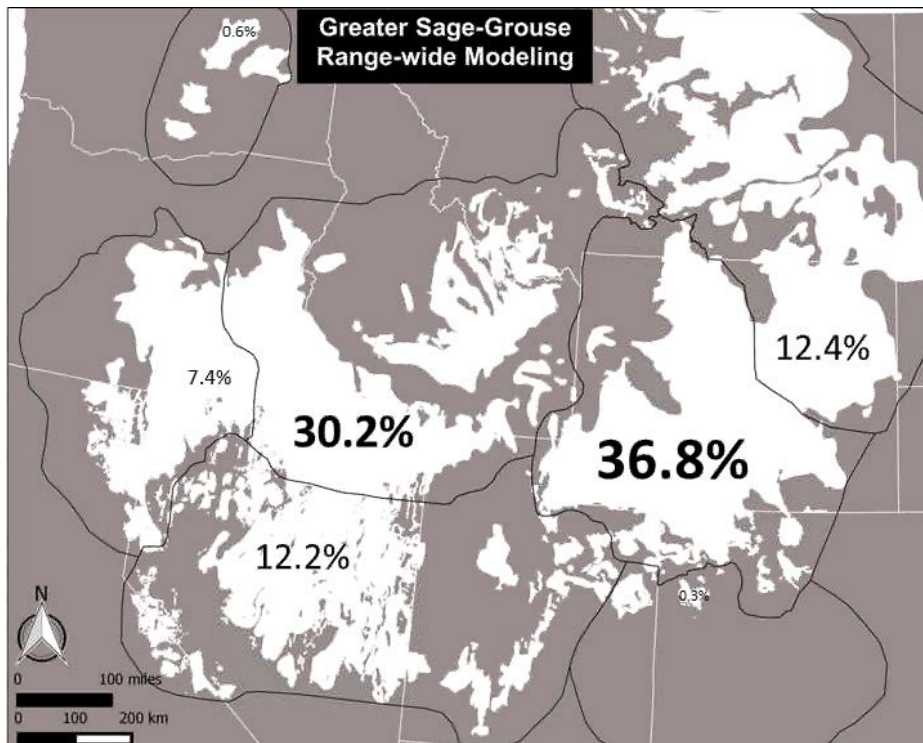 Greater Sage-Grouse
Range-wide Modeling
0.6%
7.4%
30.2%
12.4%
36.8%
12.2%
0.3%
N
0 100 miles
0 100 200 km